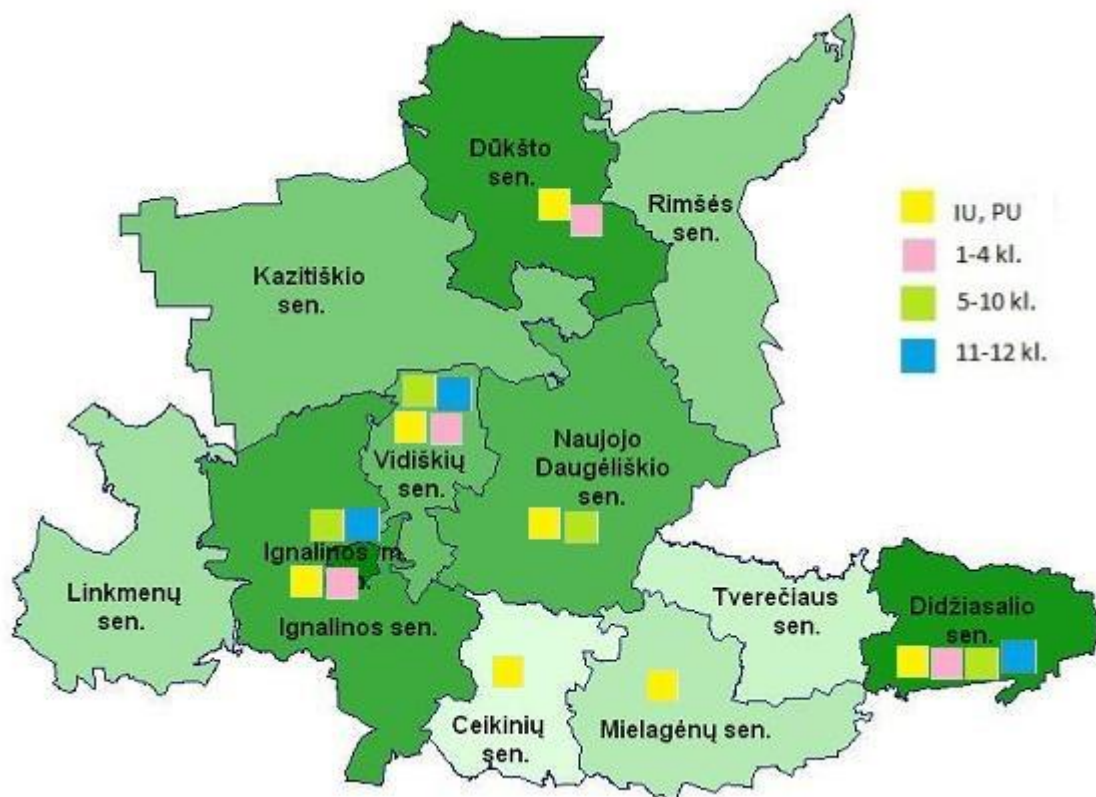 Dūkšto
sen.
Rimšės
sen.
IU, PU
1-4 kl.
5-10 kl.
11-12 kl.
Kazitiškio
sen.
Vidiškių
sen.
Naujojo
Daugėliškio
sen.
Ignalinos m.
Ignalinos sen.
Linkmenų
sen.
Tverečiaus
sen.
Didžiasalio
sen.
Ceikinių
sen.
Mielagėnų sen.